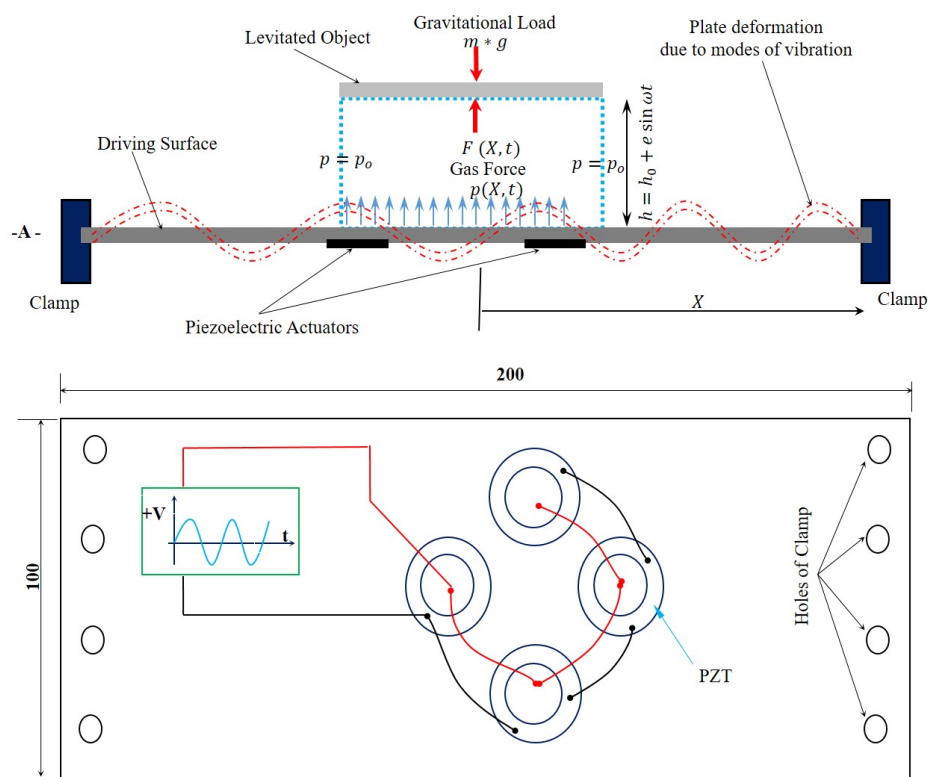 Gravitational Load
m * g
Levitated Object
Plate deformation
due to modes of vibration
Driving Surface
p = pₒ
F (X, t)
Gas Force
p(X, t)
p = pₒ
h = h₀ + e sin ωt
-A -
Clamp
Piezoelectric Actuators
X
Clamp
200
100
+V
t
Holes of Clamp
PZT